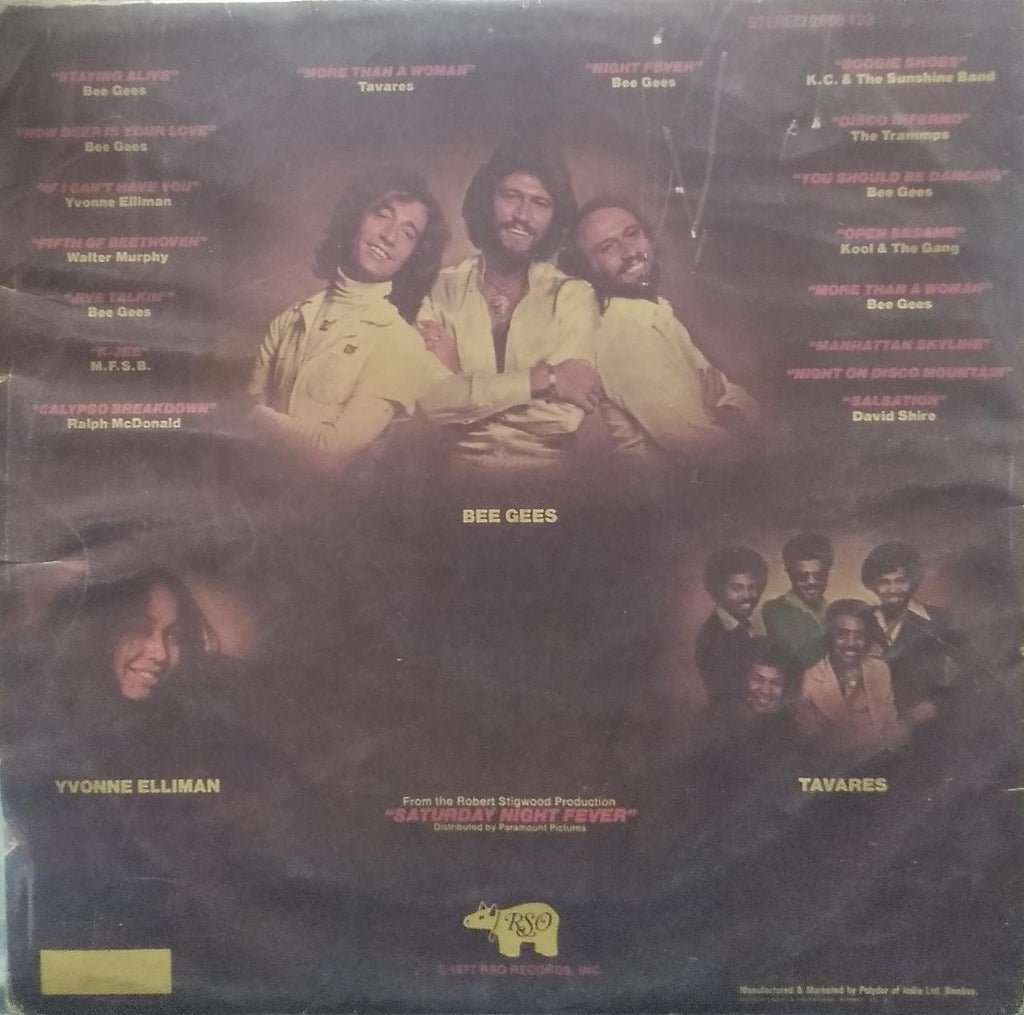 STEREO 2658 123
"STAYING ALIVE"
Bee Gees
"HOW DEEP IS YOUR LOVE"
Bee Gees
"IF I CAN'T HAVE YOU"
Yvonne Elliman
"FIFTH OF BEETHOVEN"
Walter Murphy
"JIVE TALKIN'"
Bee Gees
"K-JEE"
M.F.S.B.
"CALYPSO BREAKDOWN"
Ralph McDonald
"MORE THAN A WOMAN"
Tavares
"NIGHT FEVER"
Bee Gees
"BOOGIE SHOES"
K.C. & The Sunshine Band
"DISCO INFERNO"
The Trammps
"YOU SHOULD BE DANCING"
Bee Gees
"OPEN SESAME"
Kool & The Gang
"MORE THAN A WOMAN"
Bee Gees
"MANHATTAN SKYLINE"
"NIGHT ON DISCO MOUNTAIN"
"SALSATION"
David Shire
BEE GEES
YVONNE ELLIMAN
TAVARES
From the Robert Stigwood Production
"SATURDAY NIGHT FEVER"
Distributed by Paramount Pictures
RSO
© 1977 RSO RECORDS, INC.
Manufactured & Marketed by Polydor of India Ltd, Bombay.